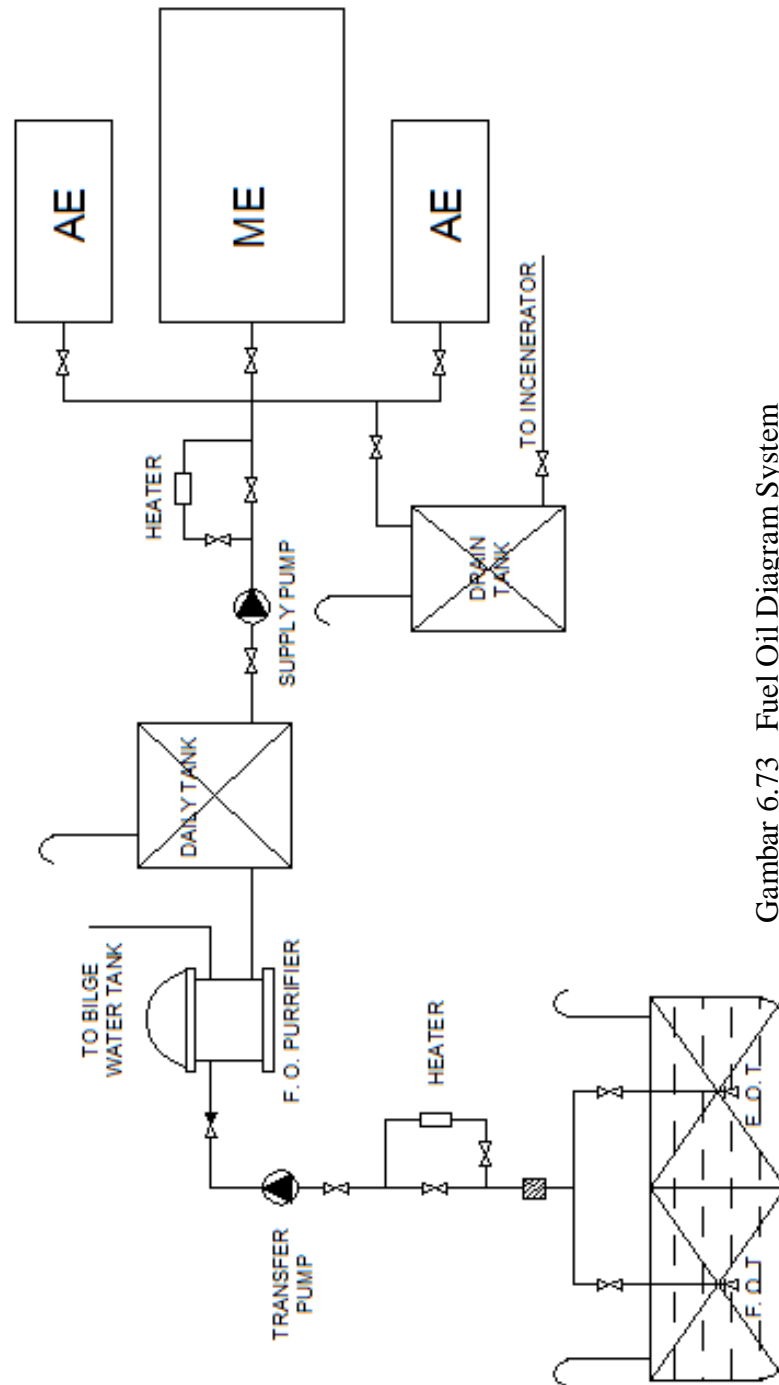 AE
ME
AE
HEATER
SUPPLY PUMP
TO INCENERATOR
DRAIN
TANK
DAILY TANK
TO BILGE
WATER TANK
F. O. PURRIFIER
HEATER
TRANSFER
PUMP
F. O. T
F. O. T
Gambar 6.73 Fuel Oil Diagram System